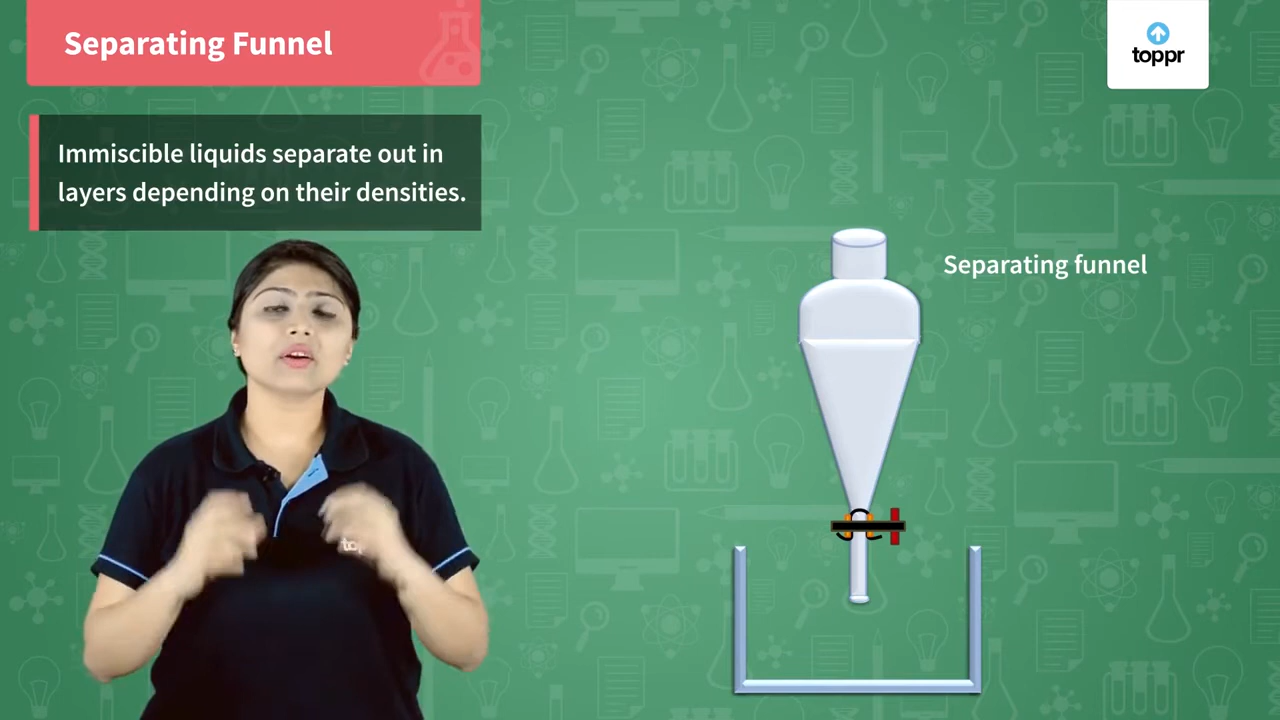 Separating Funnel
toppr
Immiscible liquids separate out in
layers depending on their densities.
Separating funnel